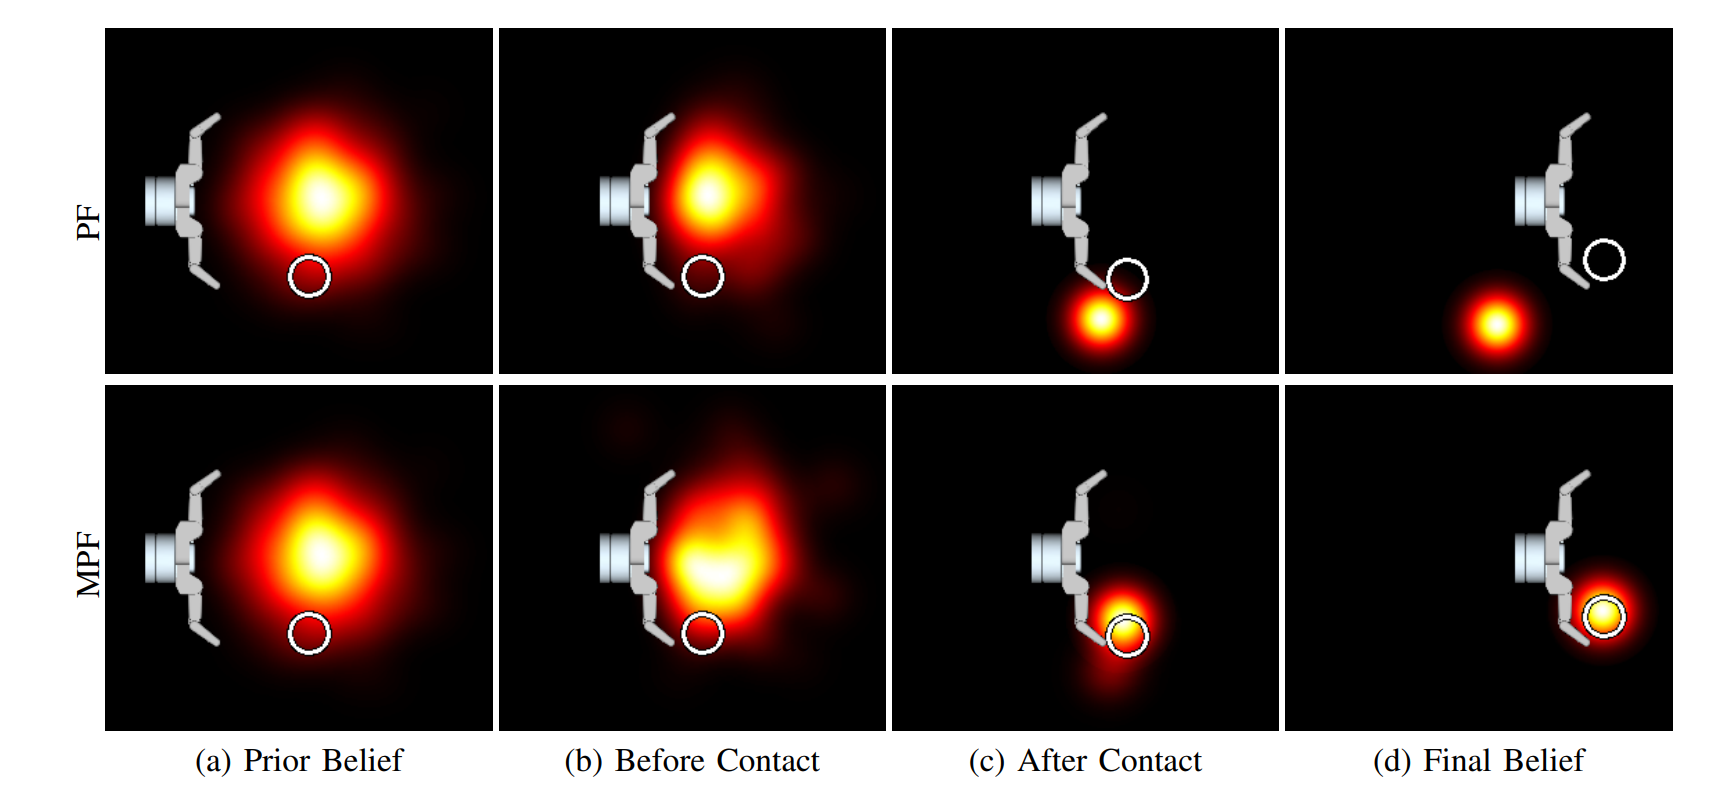 PF
MPF
(a) Prior Belief
(b) Before Contact
(c) After Contact
(d) Final Belief